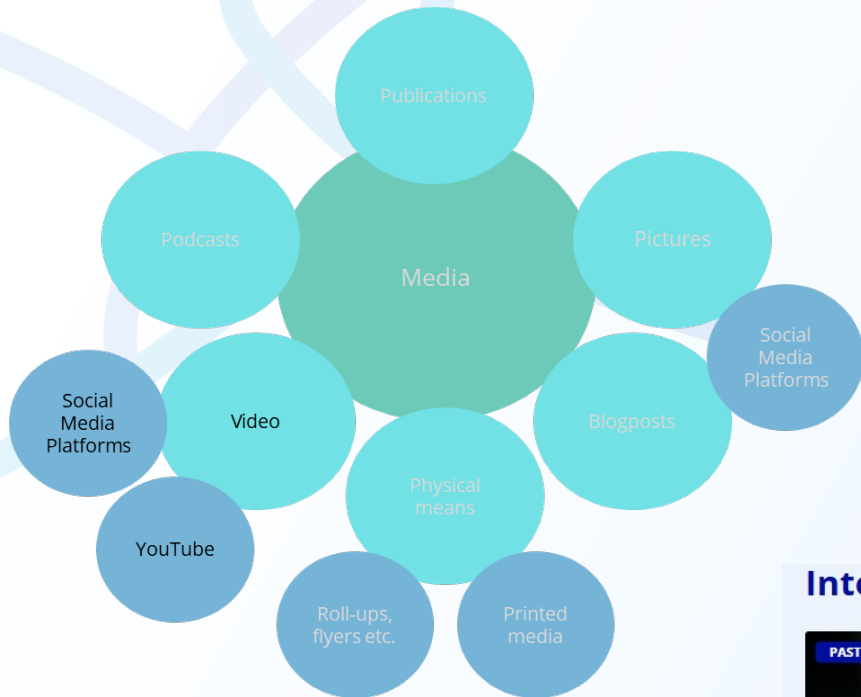 Publications
Podcasts
Pictures
Media
Social
Media
Platforms
Social
Media
Platforms
Video
Blogposts
Physical
means
YouTube
Roll-ups,
flyers etc.
Printed
media
PAST